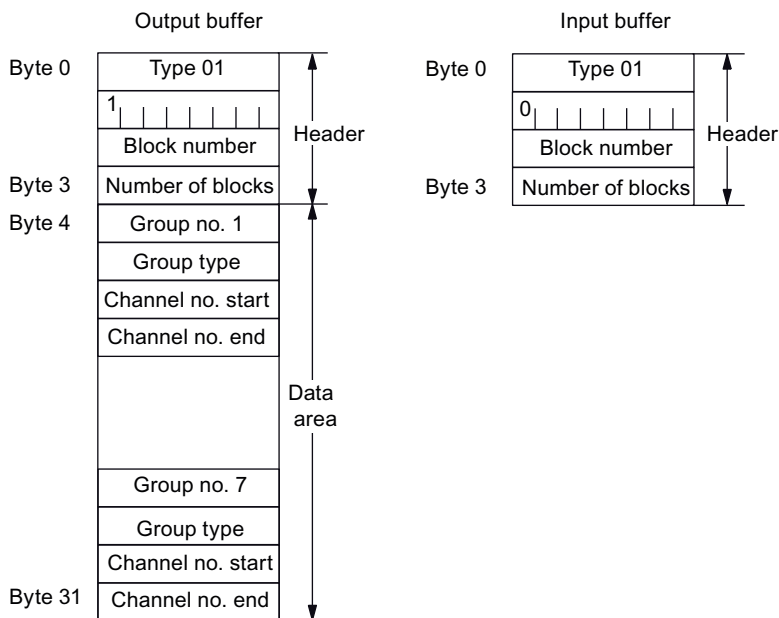 Output buffer
Byte 0
Type 01
1
Header
Block number
Byte 3
Number of blocks
Byte 4
Group no. 1
Group type
Channel no. start
Channel no. end
Data
area
Group no. 7
Group type
Channel no. start
Byte 31
Channel no. end
Input buffer
Byte 0
Type 01
0
Header
Block number
Byte 3
Number of blocks